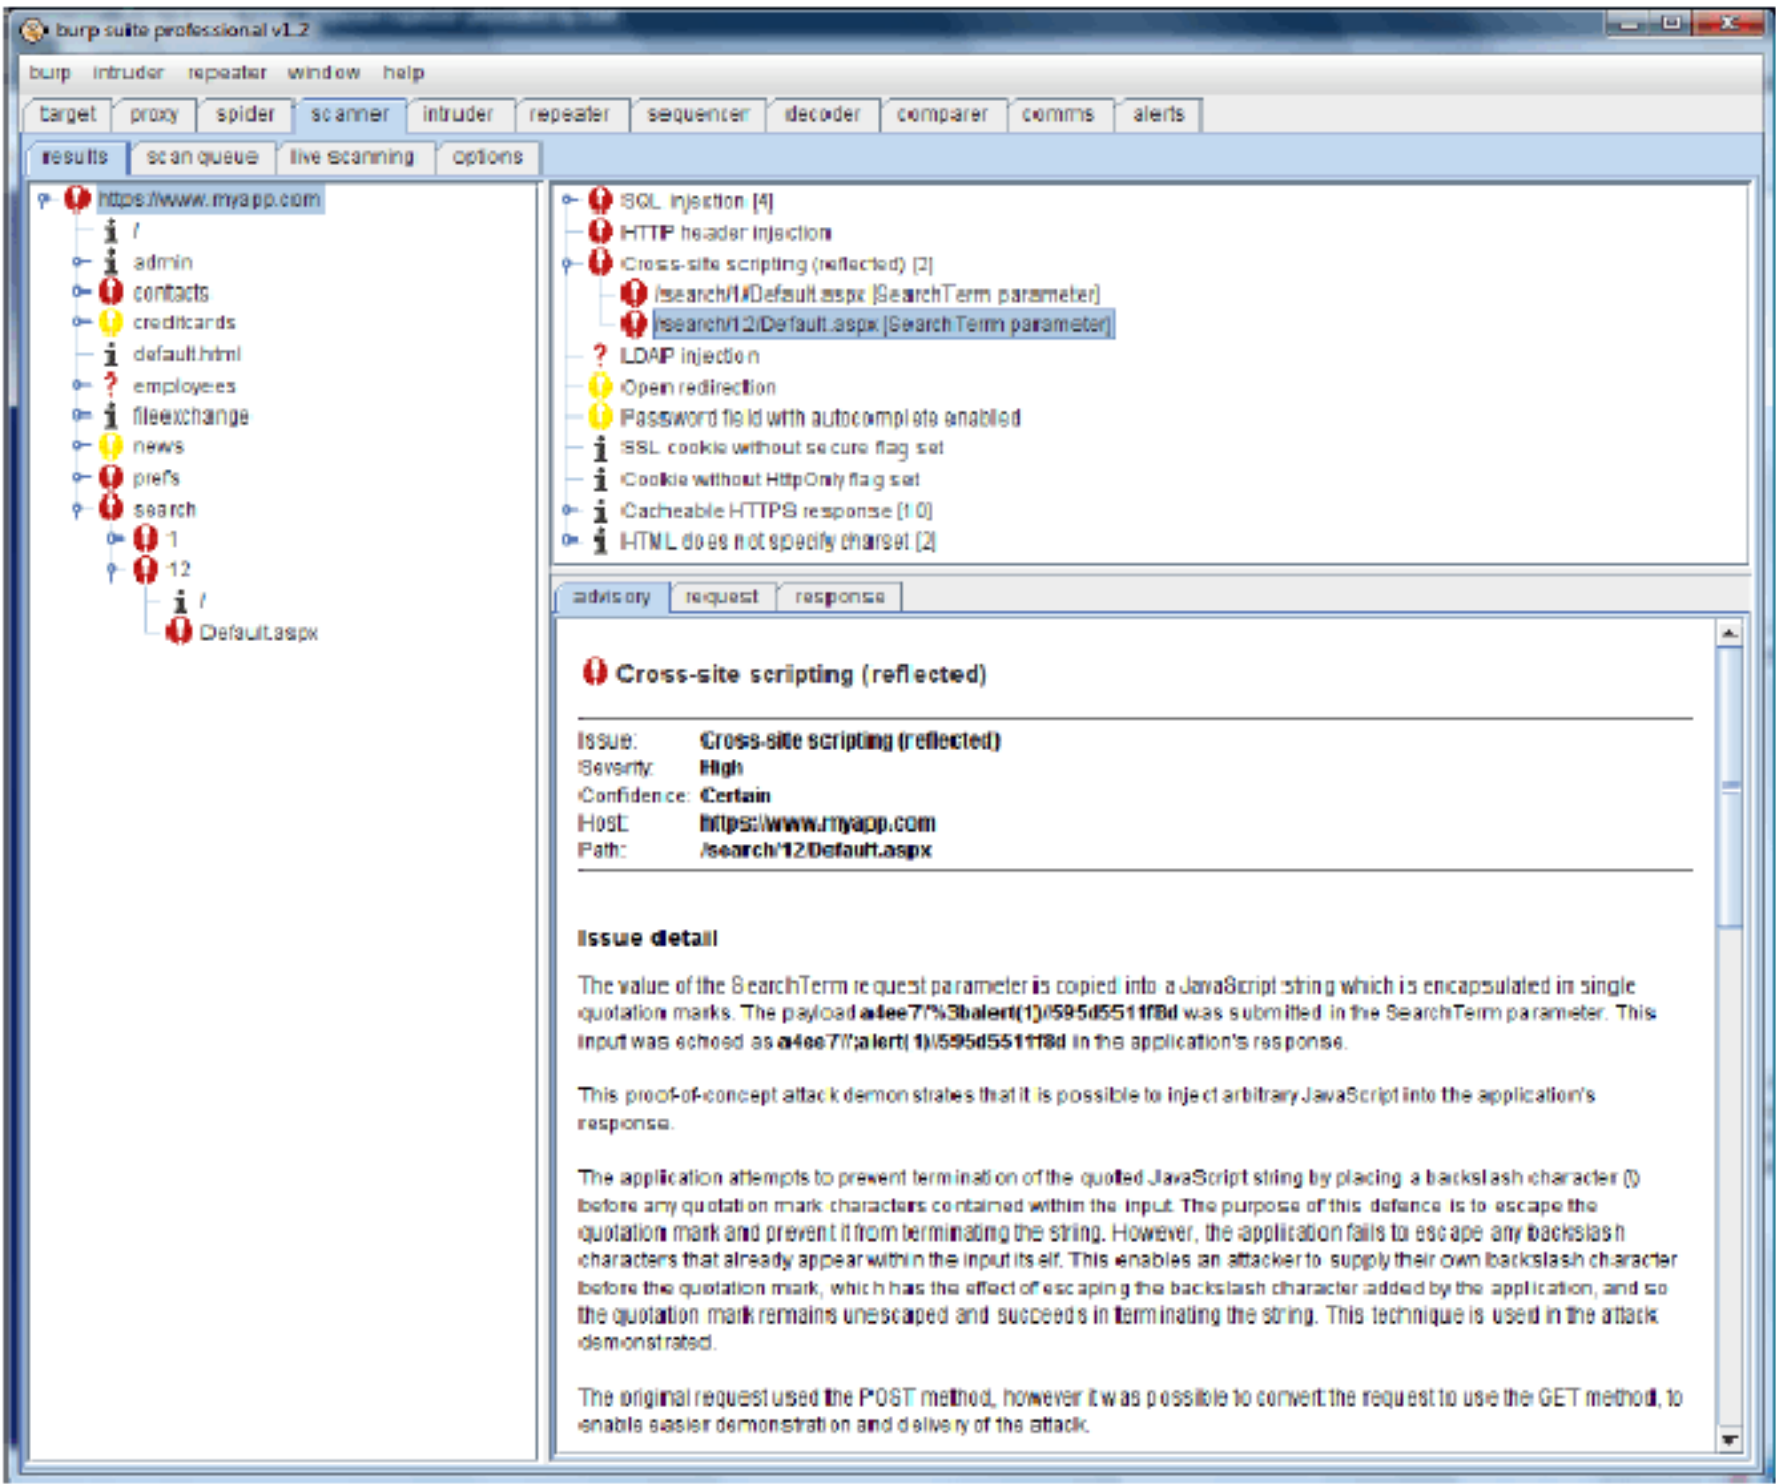 burp suite professional v1.2
burp intruder repeater window help
target proxy spider scanner intruder repeater sequencer decoder comparer comms alerts
results scan queue live scanning options
https://www.myapp.com
/
admin
contacts
creditcards
default.html
employees
fileexchange
news
prefs
search
1
12
/
Default.aspx
SQL injection [4]
HTTP header injection
Cross-site scripting (reflected) [2]
/search/1/Default.aspx [SearchTerm parameter]
/search/12/Default.aspx [SearchTerm parameter]
LDAP injection
Open redirection
Password field with autocomplete enabled
SSL cookie without secure flag set
Cookie without HttpOnly flag set
Cacheable HTTPS response [10]
HTML does not specify charset [2]
advisory request response
Cross-site scripting (reflected)
Issue: Cross-site scripting (reflected)
Severity: High
Confidence: Certain
Host: https://www.myapp.com
Path: /search/12/Default.aspx
Issue detail
The value of the SearchTerm request parameter is copied into a JavaScript string which is encapsulated in single
quotation marks. The payload was submitted in the SearchTerm parameter. This
input was echoed as in the application's response.
This proof-of-concept attack demonstrates that it is possible to inject arbitrary JavaScript into the application's
response.
The application attempts to prevent termination of the quoted JavaScript string by placing a backslash character (\)
before any quotation mark characters contained within the input. The purpose of this defence is to escape the
quotation mark and prevent it from terminating the string. However, the application fails to escape any backslash
characters that already appear within the input itself. This enables an attacker to supply their own backslash character
before the quotation mark, which has the effect of escaping the backslash character added by the application, and so
the quotation mark remains unescaped and succeeds in terminating the string. This technique is used in the attack
demonstrated.
The original request used the POST method, however it was possible to convert the request to use the GET method, to
enable easier demonstration and delivery of the attack.